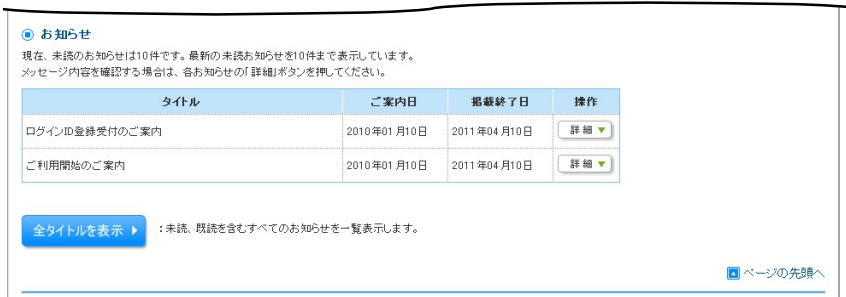 お知らせ
現在、未読のお知らせは10件です。最新の未読お知らせを10件まで表示しています。
メッセージ内容を確認する場合は、各お知らせの「詳細」ボタンを押してください。
タイトル ご案内日 掲載終了日 操作
ログインID登録受付のご案内 2010年01月10日 2011年04月10日 詳細▼
ご利用開始のご案内 2010年01月10日 2011年04月10日 詳細▼
全タイトルを表示 ：未読、既読を含むすべてのお知らせを一覧表示します。
ページの先頭へ